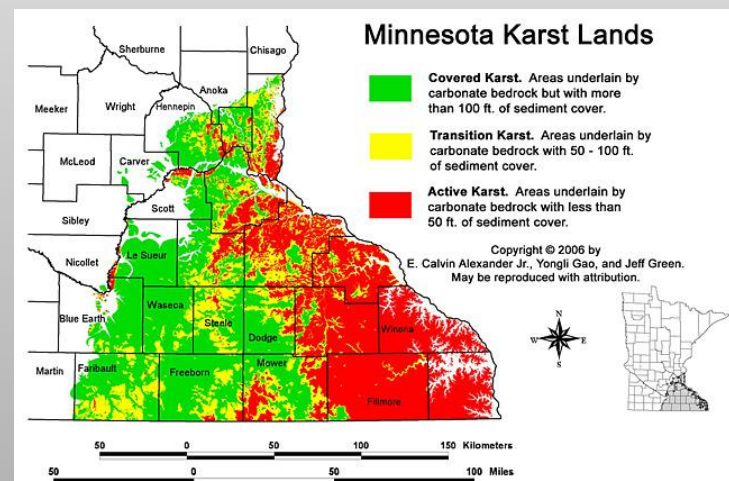 Minnesota Karst Lands
Covered Karst. Areas underlain by
carbonate bedrock but with more
than 100 ft. of sediment cover.
Transition Karst. Areas underlain by
carbonate bedrock with 50 - 100 ft.
of sediment cover.
Active Karst. Areas underlain by
carbonate bedrock with less than
50 ft. of sediment cover.
Copyright © 2006 by
E. Calvin Alexander Jr., Yongli Gao, and Jeff Green.
May be reproduced with attribution.
N
W E
S
Sherburne
Chisago
Anoka
Meeker
Wright
Hennepin
McLeod
Carver
Scott
Sibley
Nicollet
Le Sueur
Blue Earth
Waseca
Steele
Dodge
Winona
Martin
Faribault
Freeborn
Mower
Fillmore
50 0 50 100 150 Kilometers
50 0 50 100 Miles